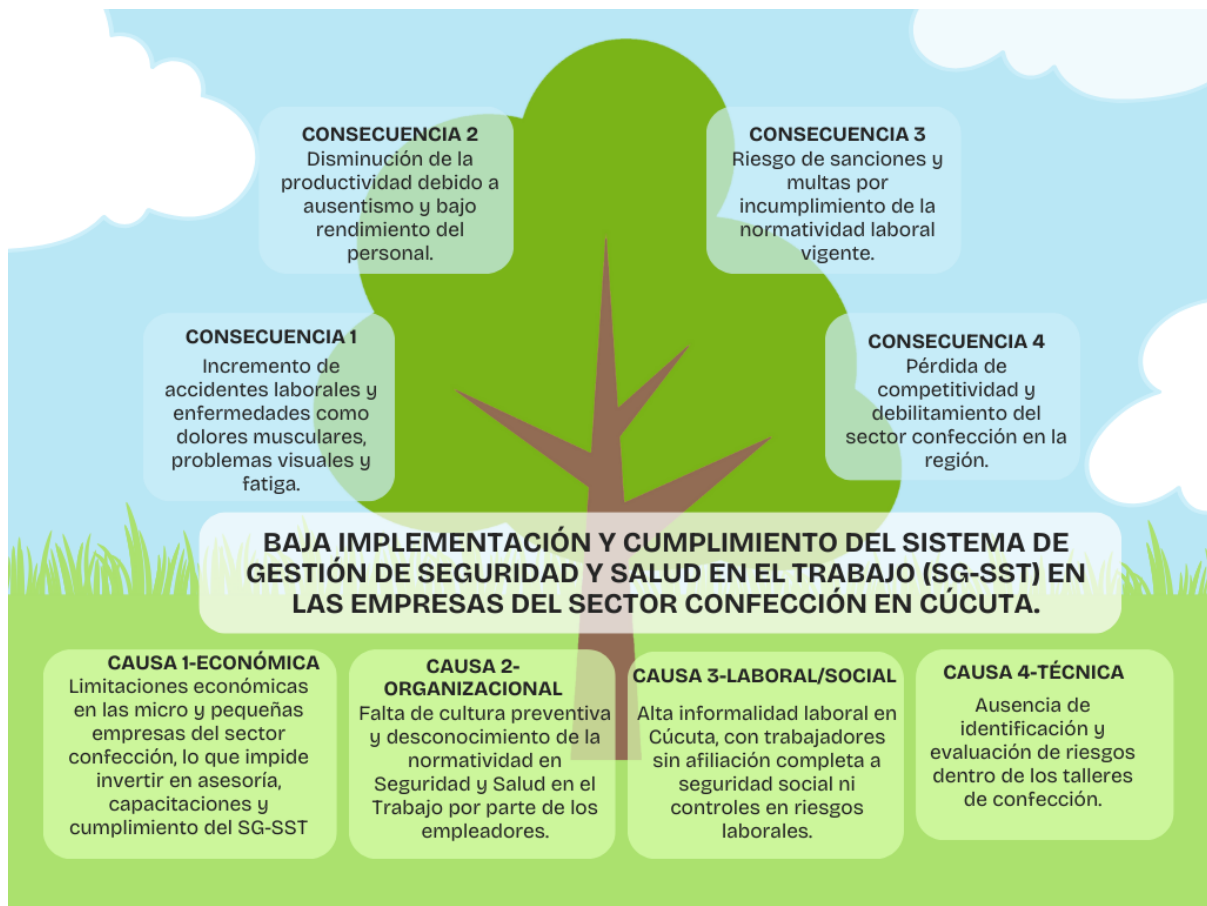 CONSECUENCIA 2
Disminución de la
productividad debido a
ausentismo y bajo
rendimiento del
personal.
CONSECUENCIA 3
Riesgo de sanciones y
multas por
incumplimiento de la
normatividad laboral
vigente.
CONSECUENCIA 1
Incremento de
accidentes laborales y
enfermedades como
dolores musculares,
problemas visuales y
fatiga.
CONSECUENCIA 4
Pérdida de
competitividad y
debilitamiento del
sector confección en la
región.
BAJA IMPLEMENTACIÓN Y CUMPLIMIENTO DEL SISTEMA DE
GESTIÓN DE SEGURIDAD Y SALUD EN EL TRABAJO (SG-SST) EN
LAS EMPRESAS DEL SECTOR CONFECCIÓN EN CÚCUTA.
CAUSA 1-ECONÓMICA
Limitaciones económicas
en las micro y pequeñas
empresas del sector
confección, lo que impide
invertir en asesoría,
capacitaciones y
cumplimiento del SG-SST
CAUSA 2-
ORGANIZACIONAL
Falta de cultura preventiva
y desconocimiento de la
normatividad en
Seguridad y Salud en el
Trabajo por parte de los
empleadores.
CAUSA 3-LABORAL/SOCIAL
Alta informalidad laboral en
Cúcuta, con trabajadores
sin afiliación completa a
seguridad social ni
controles en riesgos
laborales.
CAUSA 4-TÉCNICA
Ausencia de
identificación y
evaluación de riesgos
dentro de los talleres
de confección.